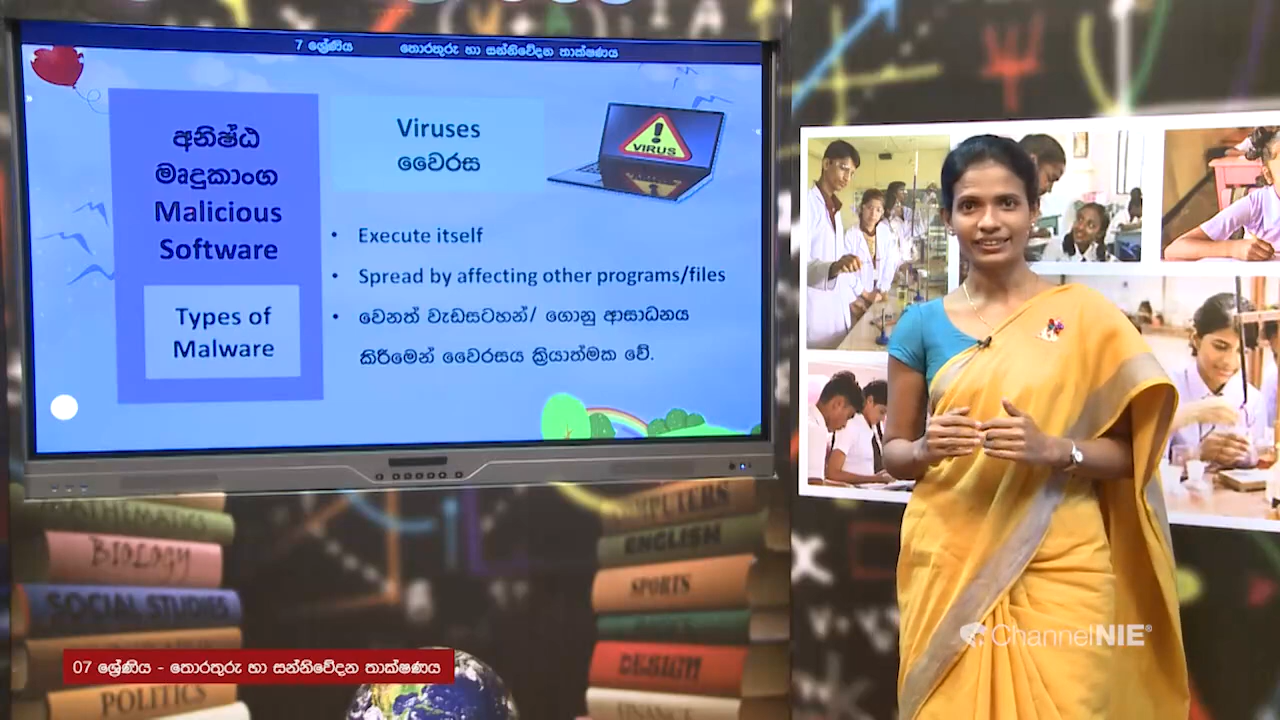 7 ශ්‍රේණිය තොරතුරු හා සන්නිවේදන තාක්ෂණය
අනිෂ්ඨ
මෘදුකාංග
Malicious
Software
Types of
Malware
Viruses
වෛරස
VIRUS
• Execute itself
• Spread by affecting other programs/files
• වෙනත් වැඩසටහන්/ ගොනු ආසාධනය
කිරීමෙන් වෛරසය ක්‍රියාත්මක වේ.
MATHEMATICS
BIOLOGY
SOCIAL STUDIES
POLITICS
COMPUTERS
ENGLISH
SPORTS
DESIGN
FINANCE
ChannelNIE®
07 ශ්‍රේණිය - තොරතුරු හා සන්නිවේදන තාක්ෂණය